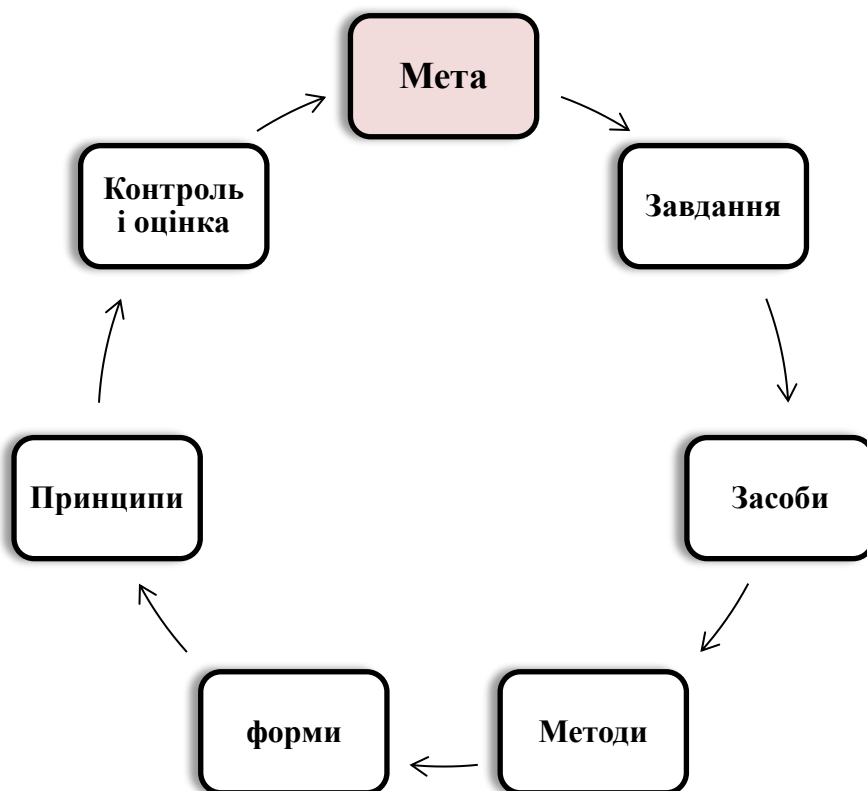 Мета
Завдання
Засоби
Методи
форми
Принципи
Контроль
і оцінка